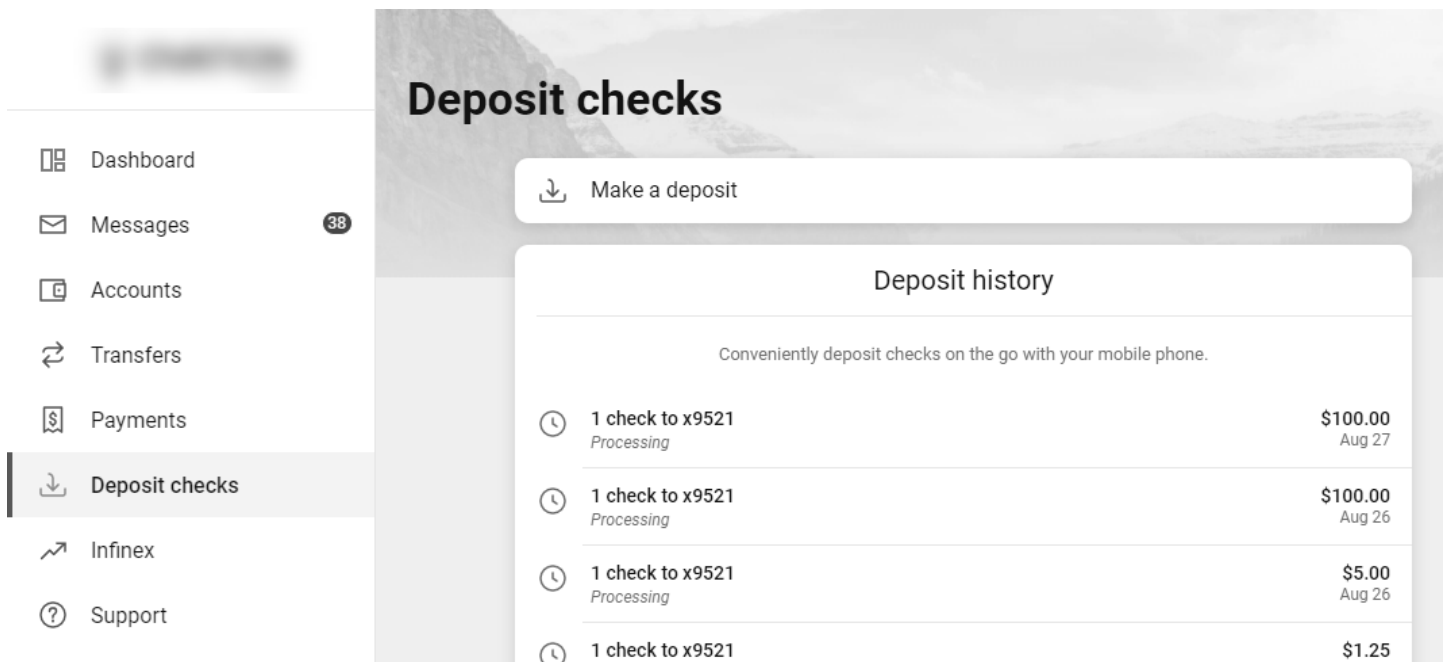 Deposit checks
Dashboard
Messages 38
Accounts
Transfers
Payments
Deposit checks
Infinex
Support
Make a deposit
Deposit history
Conveniently deposit checks on the go with your mobile phone.
1 check to x9521 $100.00
Processing Aug 27
1 check to x9521 $100.00
Processing Aug 26
1 check to x9521 $5.00
Processing Aug 26
1 check to x9521 $1.25